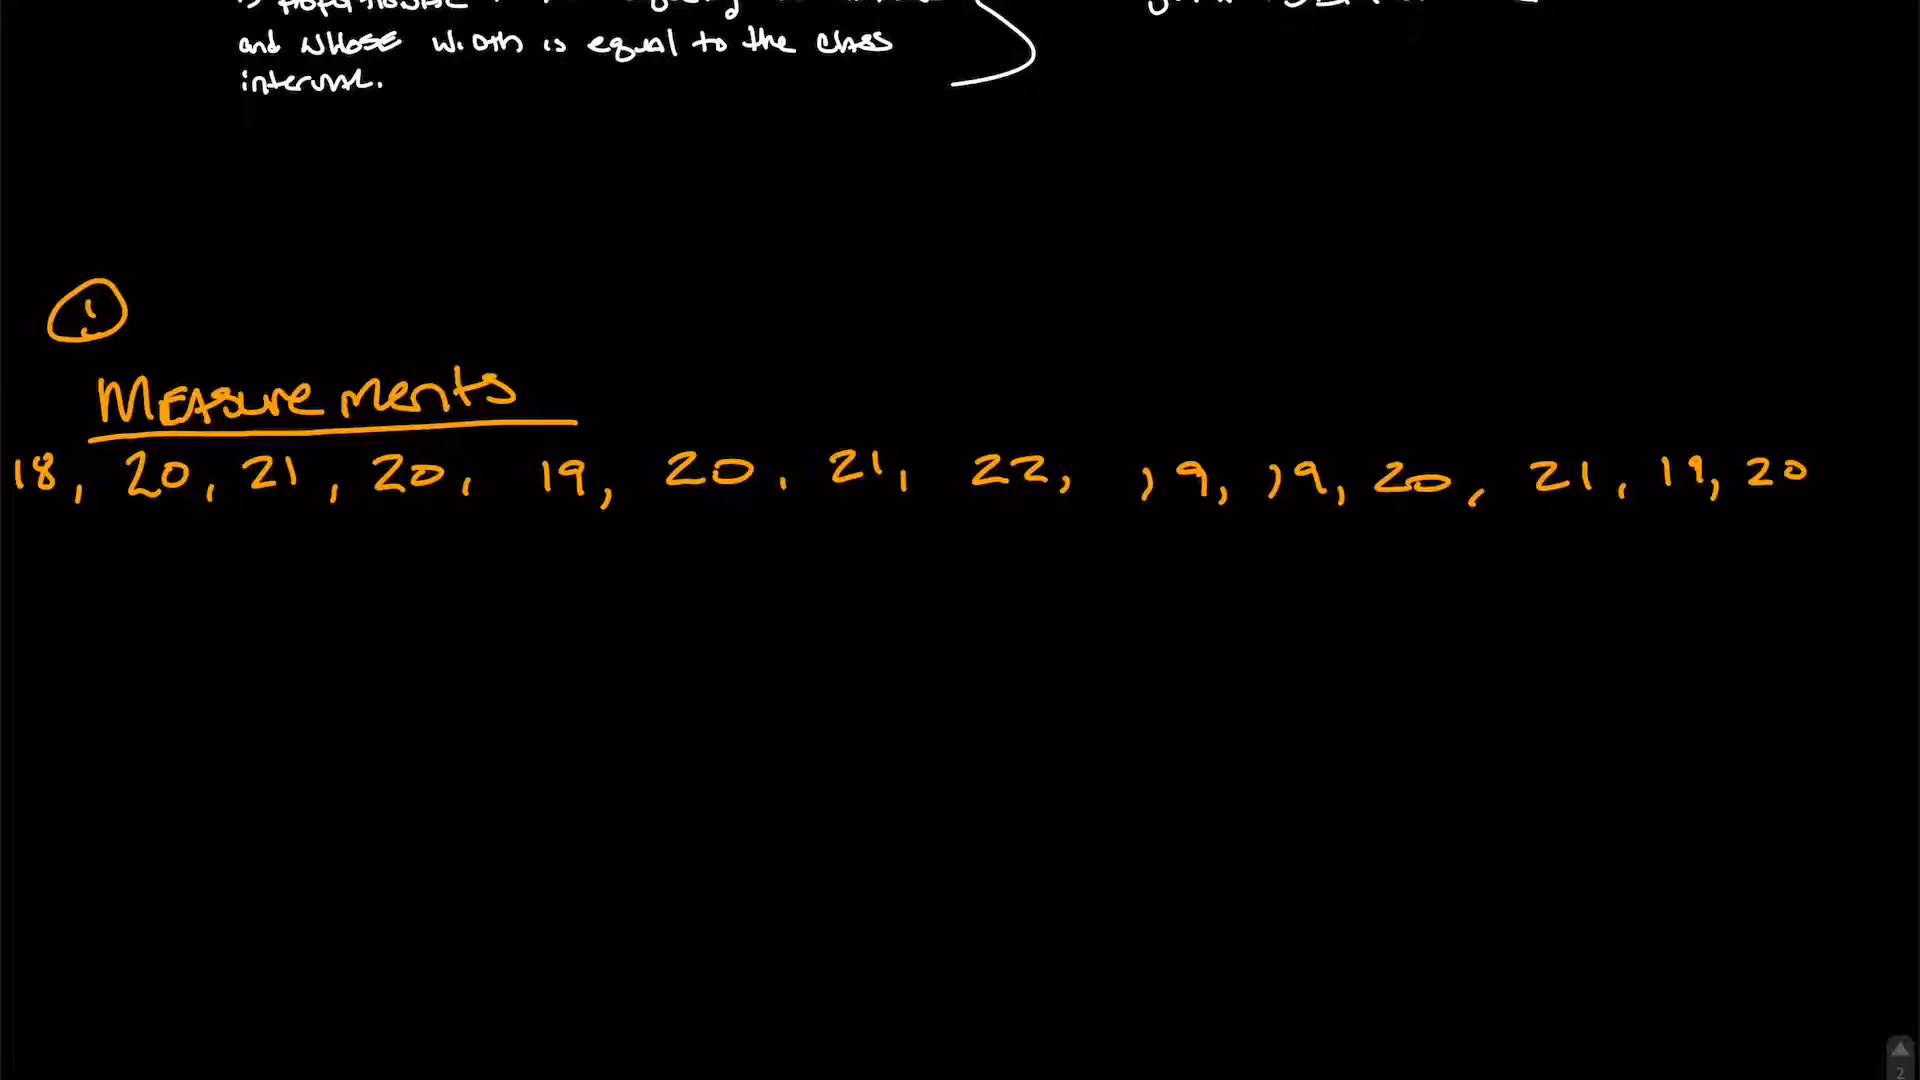 and whose width is equal to the class
interval.
1
Measurements
18, 20, 21, 20, 19, 20, 21, 22, 19, 19, 20, 21, 19, 20
2